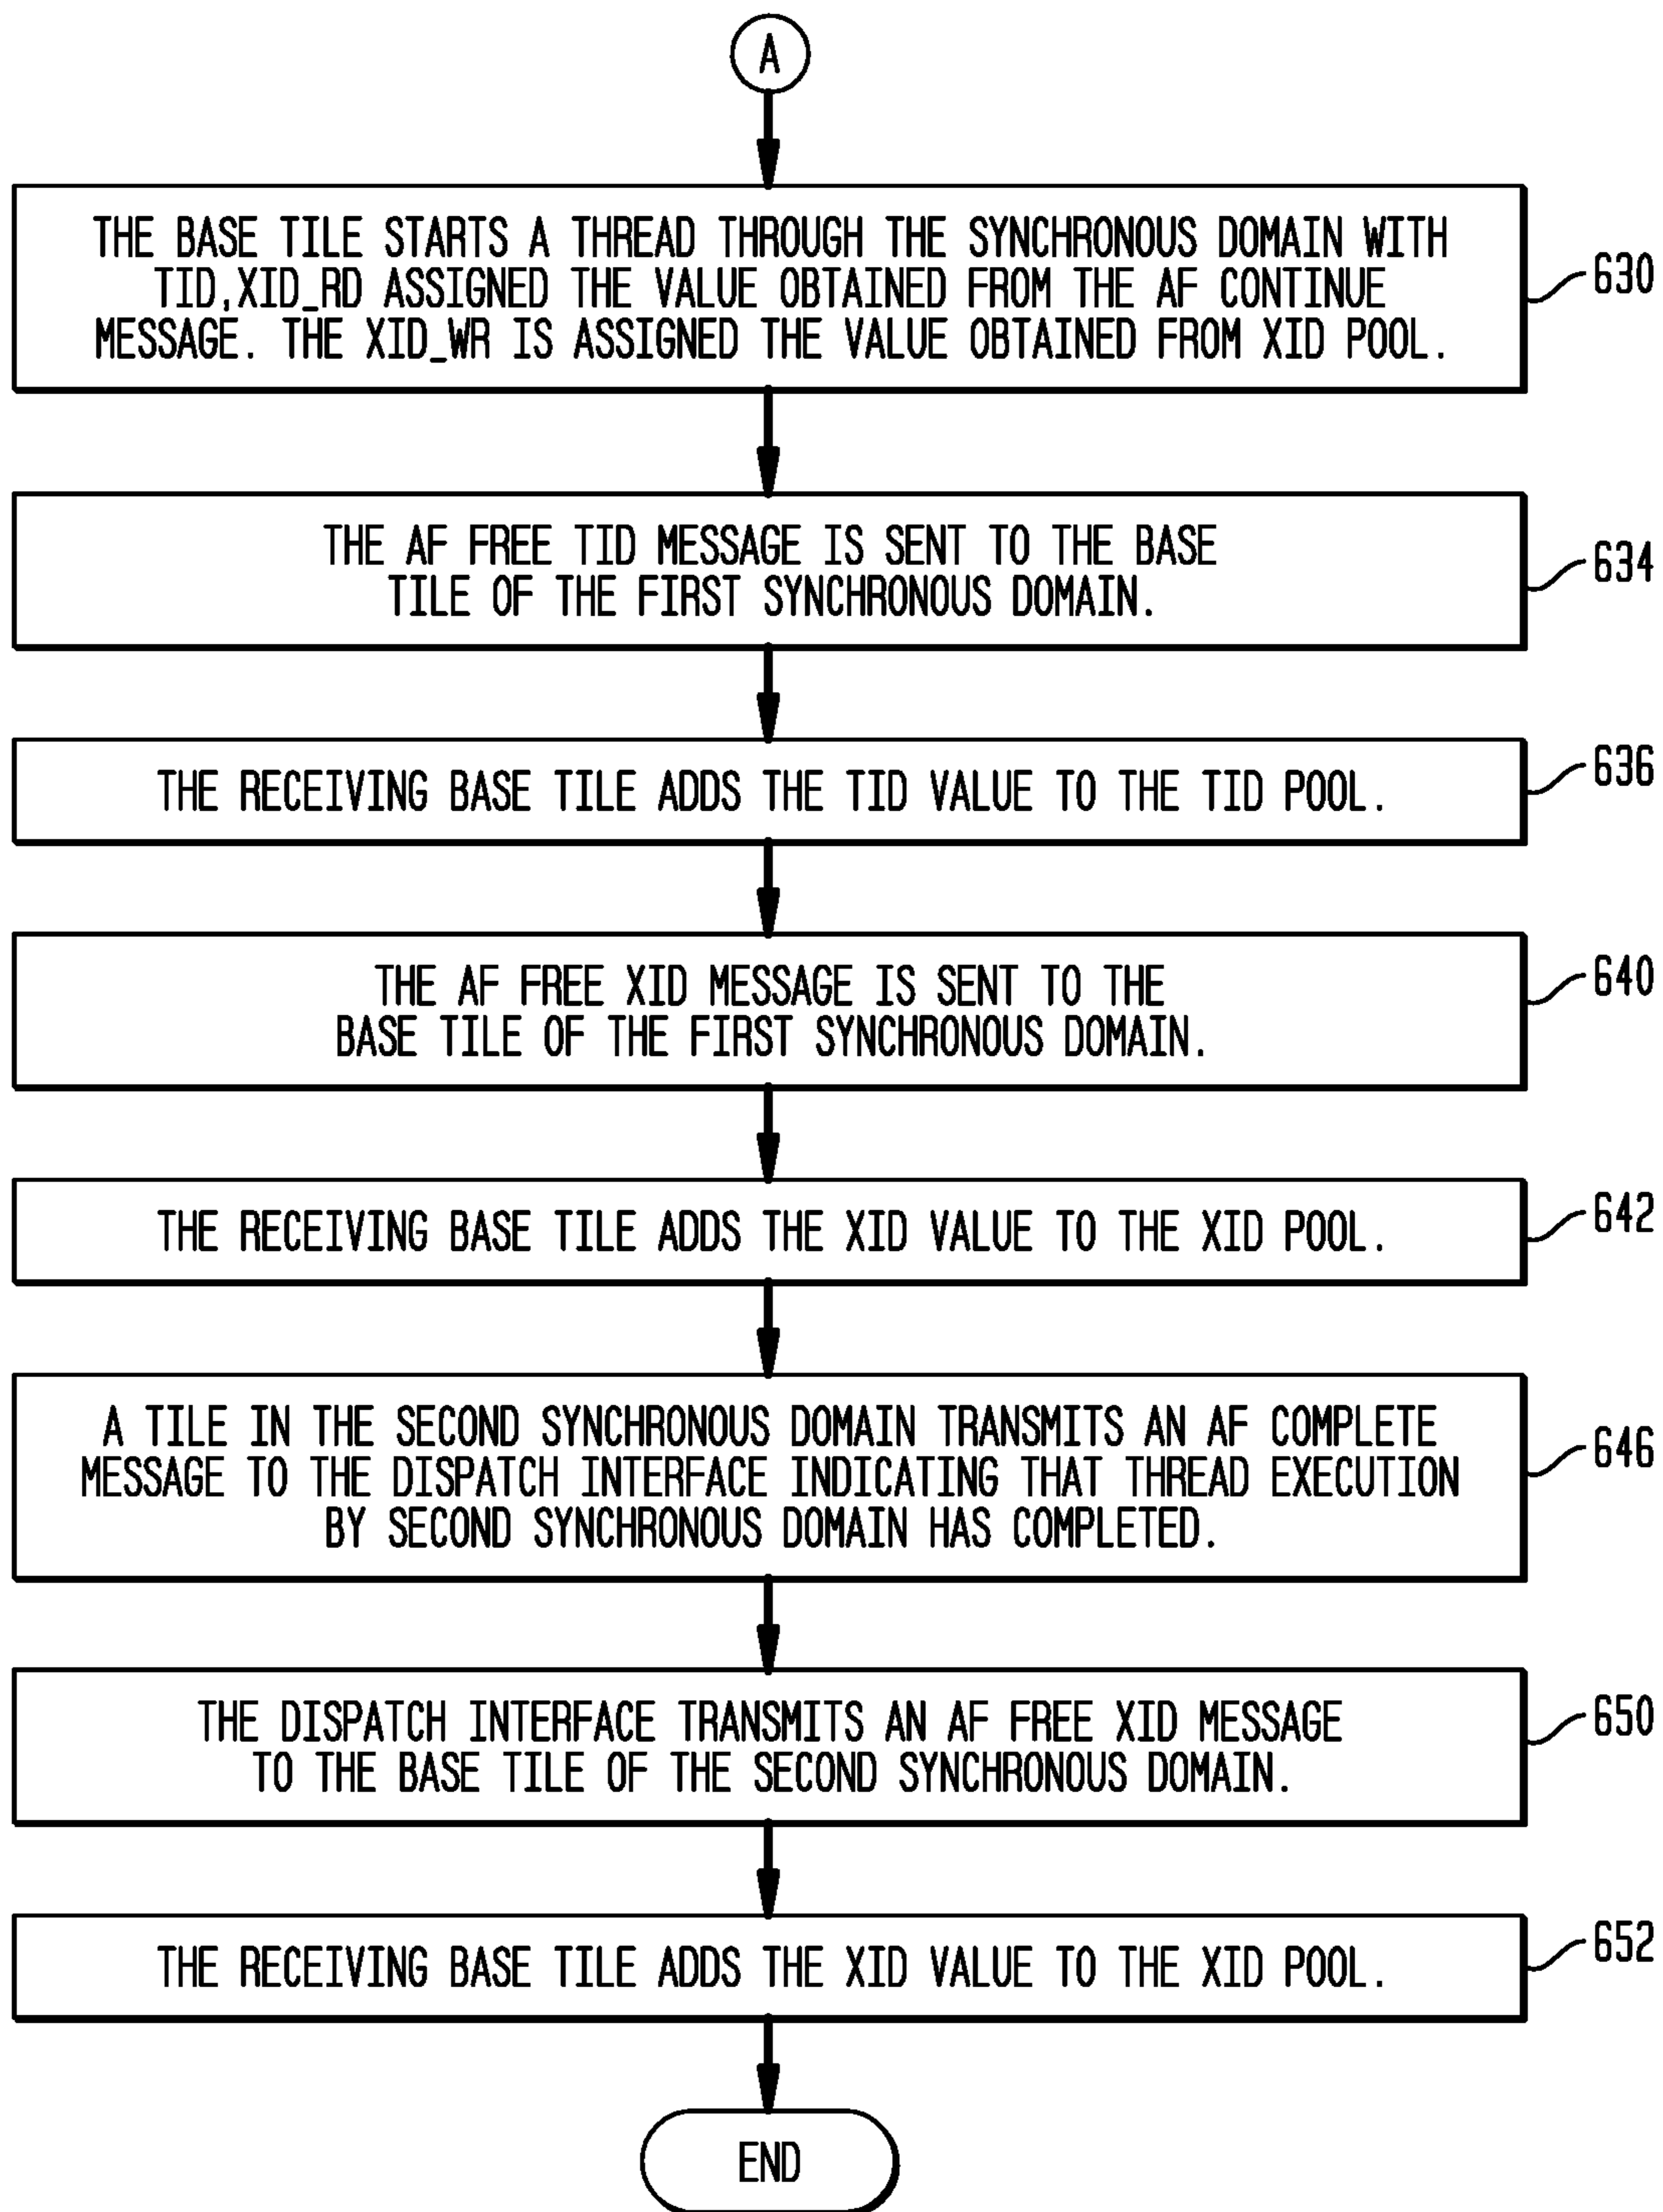 A
THE BASE TILE STARTS A THREAD THROUGH THE SYNCHRONOUS DOMAIN WITH
TID,XID_RD ASSIGNED THE VALUE OBTAINED FROM THE AF CONTINUE
MESSAGE. THE XID_WR IS ASSIGNED THE VALUE OBTAINED FROM XID POOL.
630
THE AF FREE TID MESSAGE IS SENT TO THE BASE
TILE OF THE FIRST SYNCHRONOUS DOMAIN.
634
THE RECEIVING BASE TILE ADDS THE TID VALUE TO THE TID POOL.
636
THE AF FREE XID MESSAGE IS SENT TO THE
BASE TILE OF THE FIRST SYNCHRONOUS DOMAIN.
640
THE RECEIVING BASE TILE ADDS THE XID VALUE TO THE XID POOL.
642
A TILE IN THE SECOND SYNCHRONOUS DOMAIN TRANSMITS AN AF COMPLETE
MESSAGE TO THE DISPATCH INTERFACE INDICATING THAT THREAD EXECUTION
BY SECOND SYNCHRONOUS DOMAIN HAS COMPLETED.
646
THE DISPATCH INTERFACE TRANSMITS AN AF FREE XID MESSAGE
TO THE BASE TILE OF THE SECOND SYNCHRONOUS DOMAIN.
650
THE RECEIVING BASE TILE ADDS THE XID VALUE TO THE XID POOL.
652
END